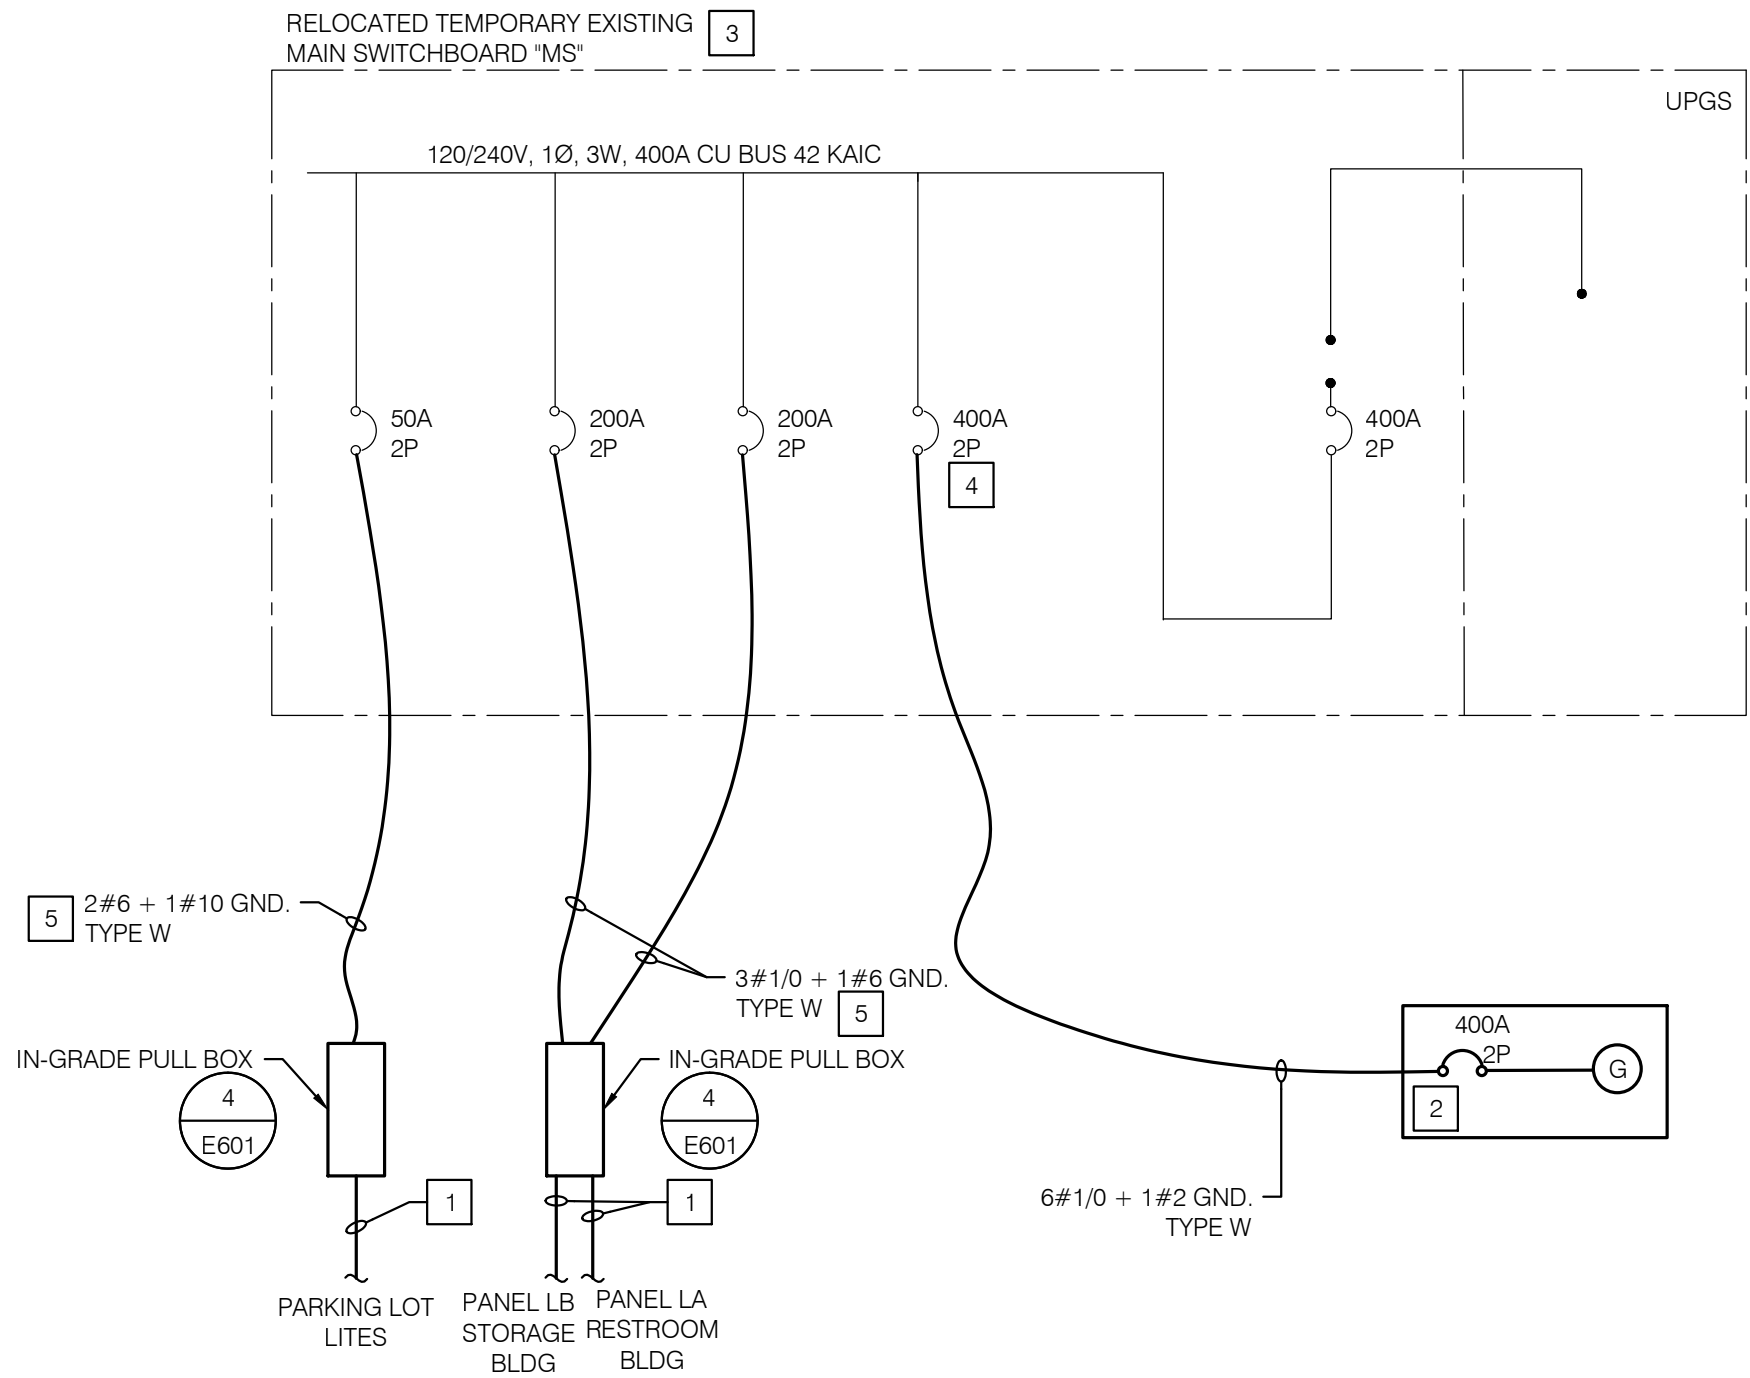 RELOCATED TEMPORARY EXISTING
MAIN SWITCHBOARD "MS"
3
UPGS
120/240V, 1Ø, 3W, 400A CU BUS 42 KAIC
50A
2P
200A
2P
200A
2P
400A
2P
4
400A
2P
5
2#6 + 1#10 GND.
TYPE W
3#1/0 + 1#6 GND.
TYPE W
5
IN-GRADE PULL BOX
4
E601
IN-GRADE PULL BOX
4
E601
400A
2P
G
2
1
1
6#1/0 + 1#2 GND.
TYPE W
PARKING LOT
LITES
PANEL LB
STORAGE
BLDG
PANEL LA
RESTROOM
BLDG